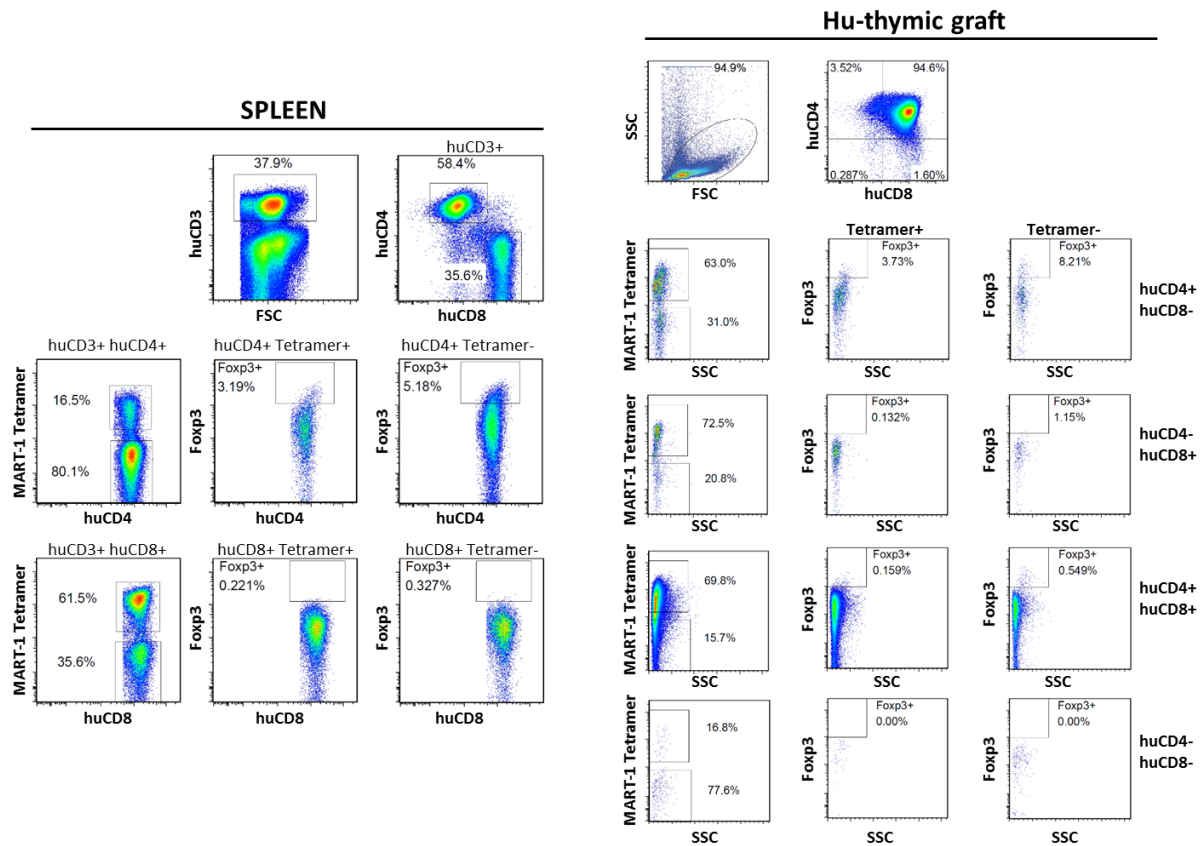 Hu-thymic graft
SPLEEN
huCD3+
37.9%
58.4%
35.6%
huCD3
FSC
huCD4
huCD8
huCD3+ huCD4+
huCD4+ Tetramer+
huCD4+ Tetramer-
MART-1 Tetramer
16.5%
80.1%
huCD4
Foxp3
Foxp3+
3.19%
huCD4
Foxp3
Foxp3+
5.18%
huCD4
huCD3+ huCD8+
huCD8+ Tetramer+
huCD8+ Tetramer-
MART-1 Tetramer
61.5%
35.6%
huCD8
Foxp3
Foxp3+
0.221%
huCD8
Foxp3
Foxp3+
0.327%
huCD8
94.9%
SSC
FSC
3.52%
94.6%
0.287%
1.60%
huCD4
huCD8
Tetramer+
Tetramer-
MART-1 Tetramer
63.0%
31.0%
SSC
Foxp3
Foxp3+
3.73%
SSC
Foxp3
Foxp3+
8.21%
SSC
huCD4+
huCD8-
MART-1 Tetramer
72.5%
20.8%
SSC
Foxp3
Foxp3+
0.132%
SSC
Foxp3
Foxp3+
1.15%
SSC
huCD4-
huCD8+
MART-1 Tetramer
69.8%
15.7%
SSC
Foxp3
Foxp3+
0.159%
SSC
Foxp3
Foxp3+
0.549%
SSC
huCD4+
huCD8+
MART-1 Tetramer
16.8%
77.6%
SSC
Foxp3
Foxp3+
0.00%
SSC
Foxp3
Foxp3+
0.00%
SSC
huCD4-
huCD8-